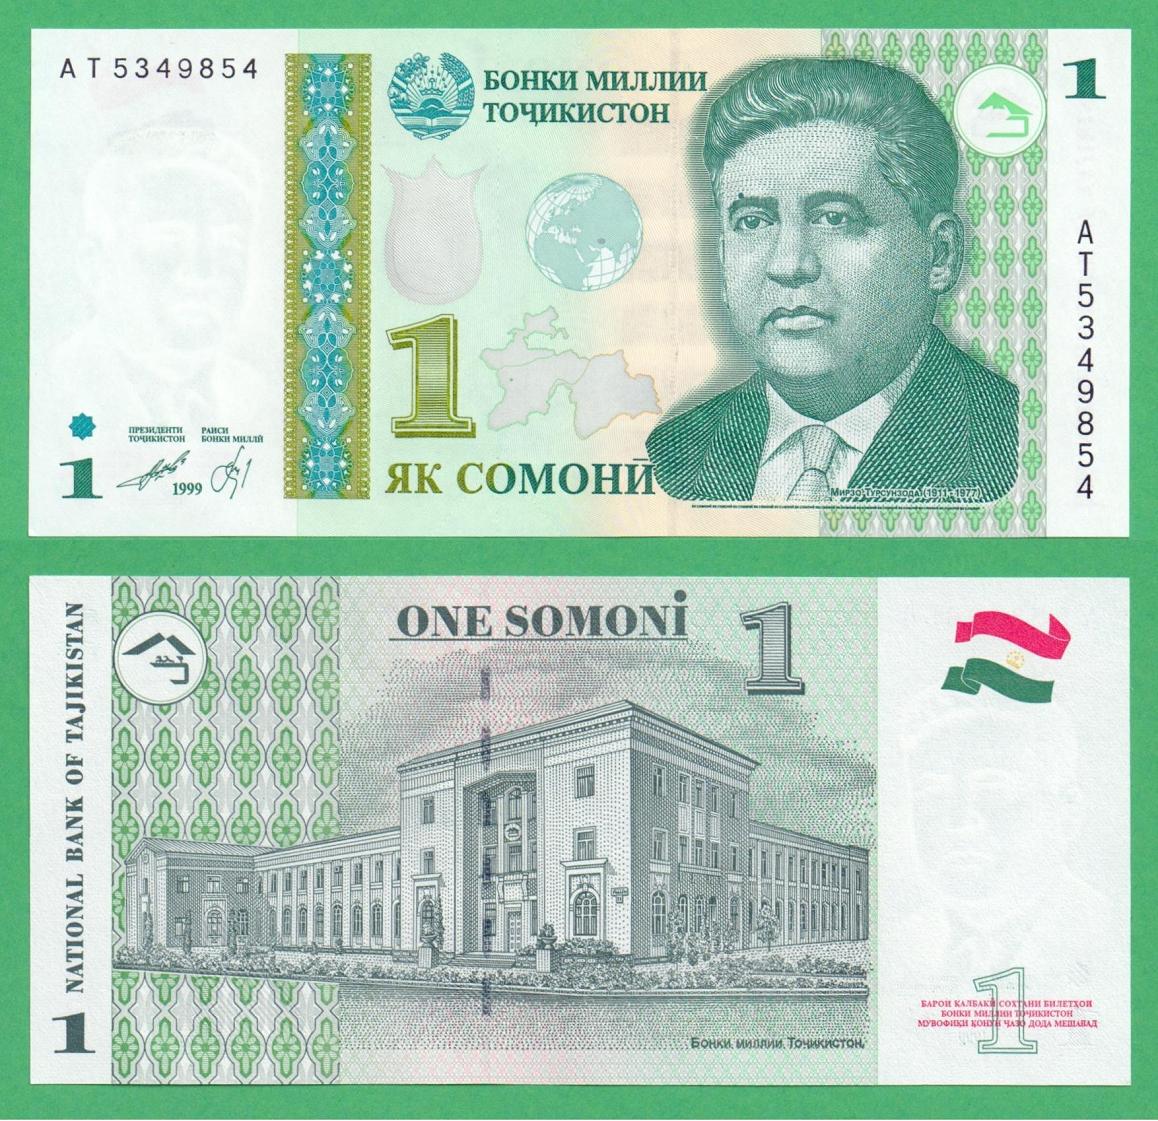 AT5349854
БОНКИ МИЛЛИИ
ТОҶИКИСТОН
1
AT5349854
1
ЯК СОМОНӢ
ПРЕЗИДЕНТИ
ТОҶИКИСТОН
РАИСИ
БОНКИ МИЛЛӢ
1
1999
Мирзо Турсунзода (1911-1977)
NATIONAL BANK OF TAJIKISTAN
1
ONE SOMONI
1
Бонки миллии Тоҷикистон
1
БАРОИ КАЛБАКӢ СОХТАНИ БИЛЕТҲОИ
БОНКИ МИЛЛИИ ТОҶИКИСТОН
МУВОФИҚИ ҚОНУН ҶАЗО ДОДА МЕШАВАД